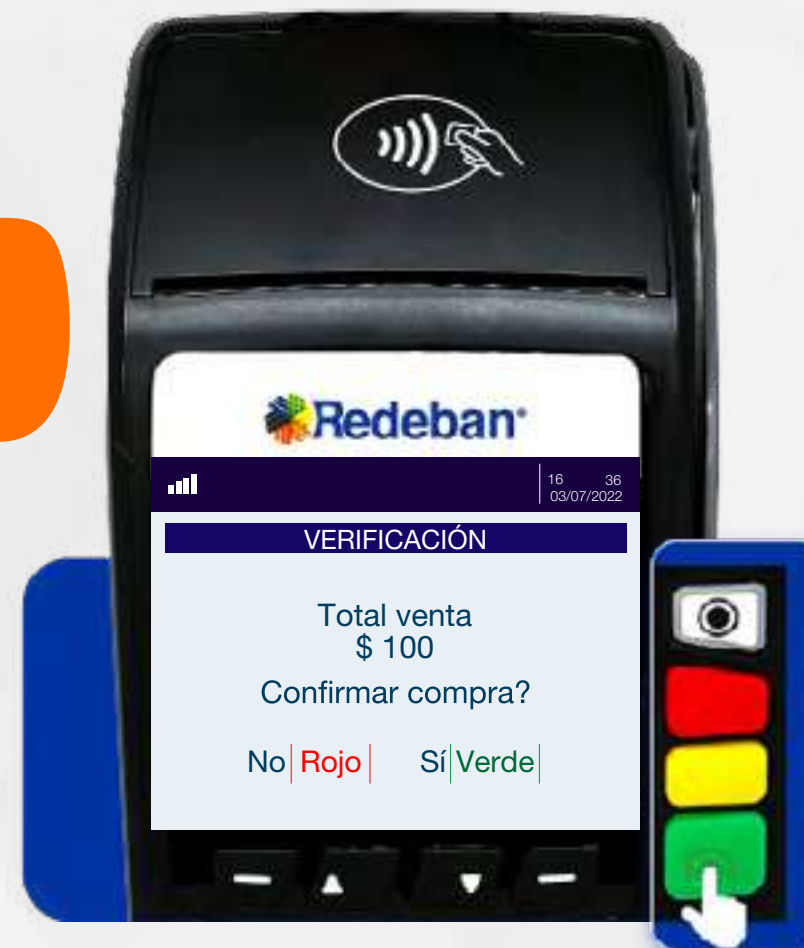 Redeban
16 36
03/07/2022
VERIFICACIÓN
Total venta
$ 100
Confirmar compra?
No Rojo Sí Verde